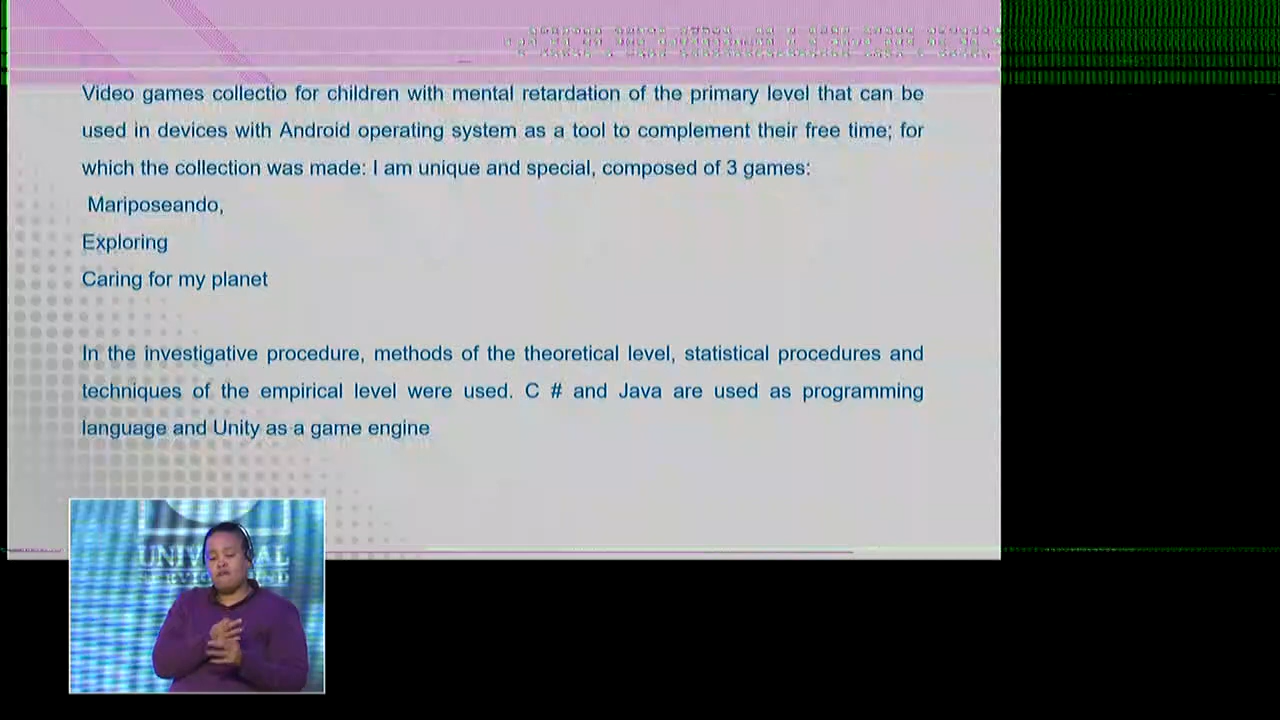 Video games collectio for children with mental retardation of the primary level that can be
used in devices with Android operating system as a tool to complement their free time; for
which the collection was made: I am unique and special, composed of 3 games:
Mariposeando,
Exploring
Caring for my planet
In the investigative procedure, methods of the theoretical level, statistical procedures and
techniques of the empirical level were used. C # and Java are used as programming
language and Unity as a game engine